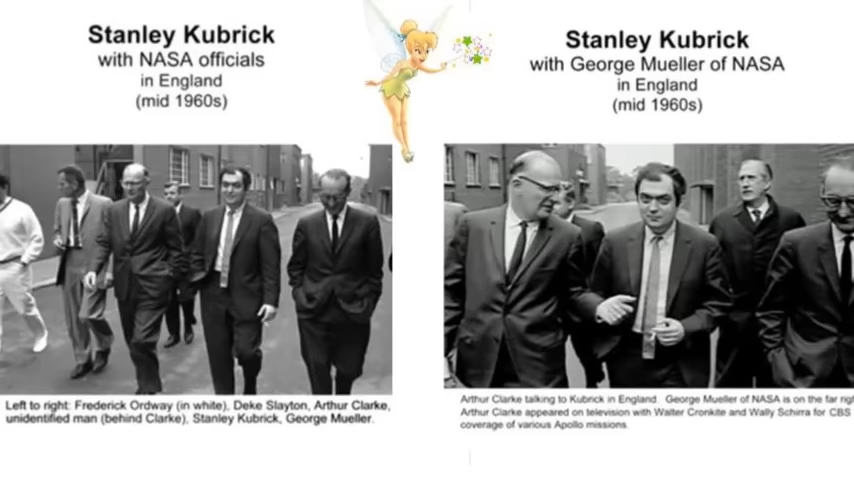 Stanley Kubrick
with NASA officials
in England
(mid 1960s)
Left to right: Frederick Ordway (in white), Deke Slayton, Arthur Clarke,
unidentified man (behind Clarke), Stanley Kubrick, George Mueller.
Stanley Kubrick
with George Mueller of NASA
in England
(mid 1960s)
Arthur Clarke talking to Kubrick in England. George Mueller of NASA is on the far
Arthur Clarke appeared on television with Walter Cronkite and Wally Schirra for CBS
coverage of various Apollo missions.